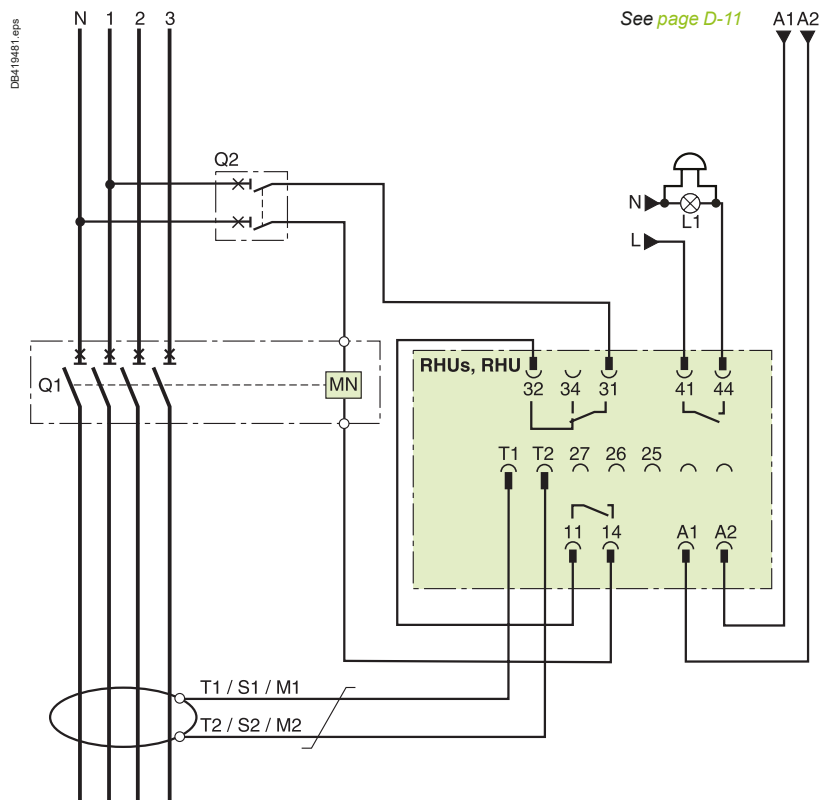 DB419481.eps
N 1 2 3
See page D-11
A1 A2
Q2
N
L1
L
RHUs, RHU
Q1
MN
32 34 31 41 44
T1 T2 27 26 25
11 14 A1 A2
T1 / S1 / M1
T2 / S2 / M2